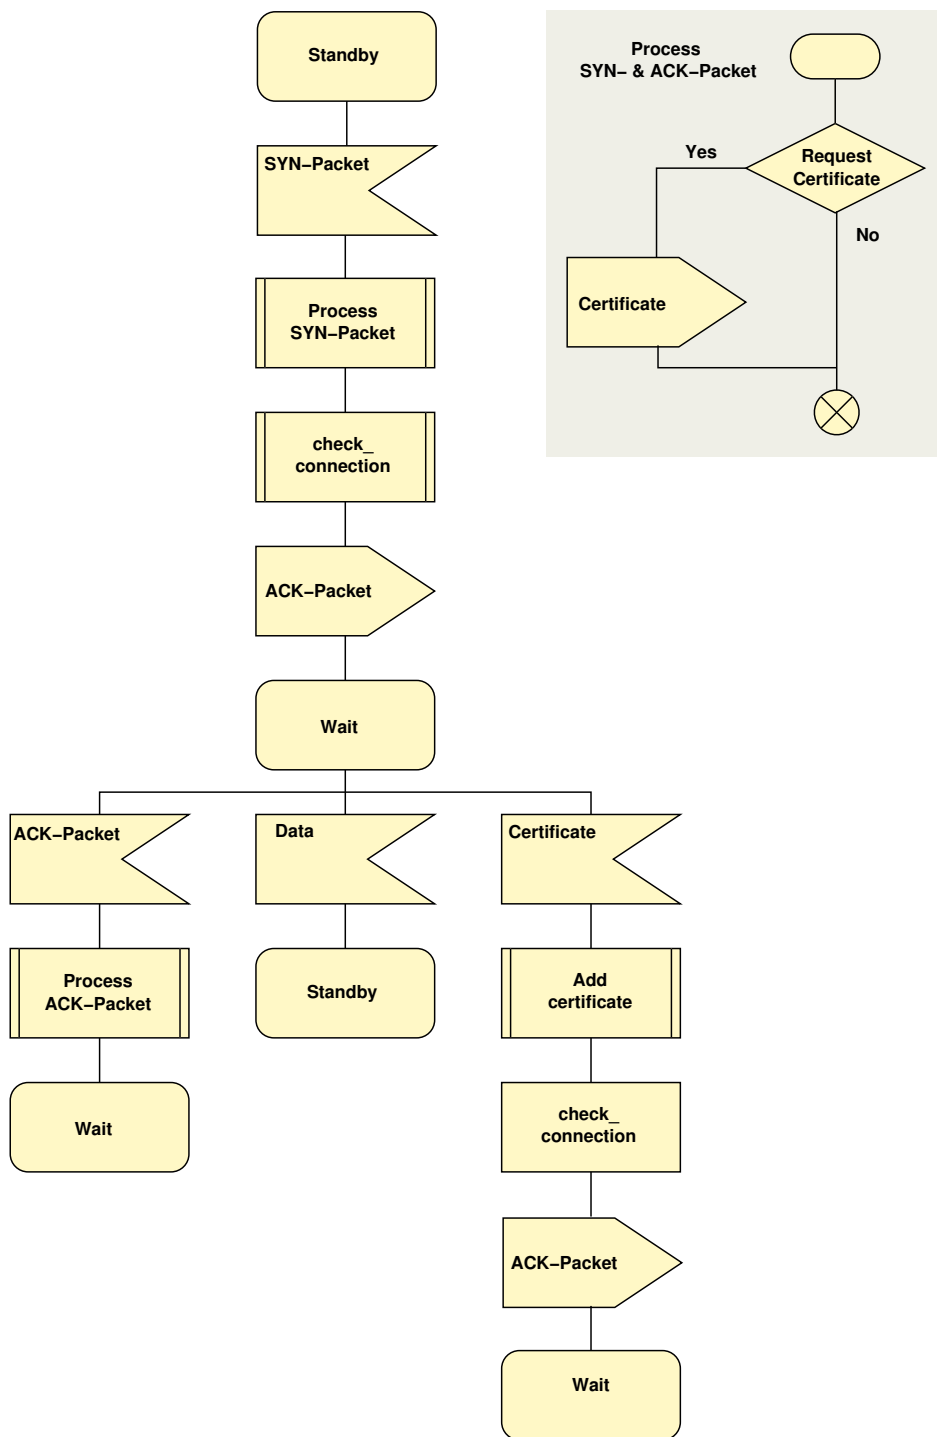 Standby
SYN−Packet
Process
SYN−Packet
check_
connection
ACK−Packet
Wait
ACK−Packet
Data
Certificate
Process
ACK−Packet
Standby
Add
certificate
Wait
check_
connection
ACK−Packet
Wait
Process
SYN− & ACK−Packet
Request
Certificate
Yes
No
Certificate